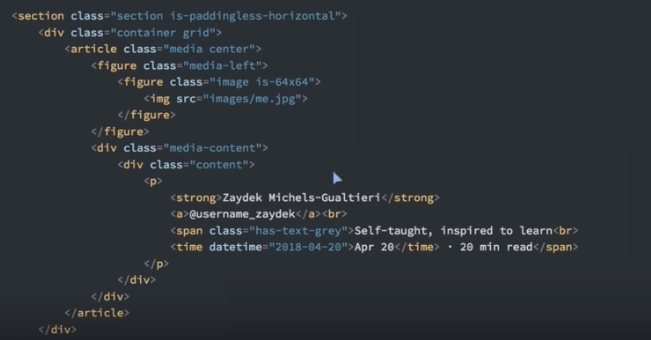 <section class="section is-paddingless-horizontal">
<div class="container grid">
<article class="media center">
<figure class="media-left">
<figure class="image is-64x64">
<img src="images/me.jpg">
</figure>
</figure>
<div class="media-content">
<div class="content">
<p>
<strong>Zaydek Michels-Gualtieri</strong>
<a>@username_zaydek</a><br>
<span class="has-text-grey">Self-taught, inspired to learn<br>
<time datetime="2018-04-20">Apr 20</time> · 20 min read</span>
</p>
</div>
</div>
</article>
</div>